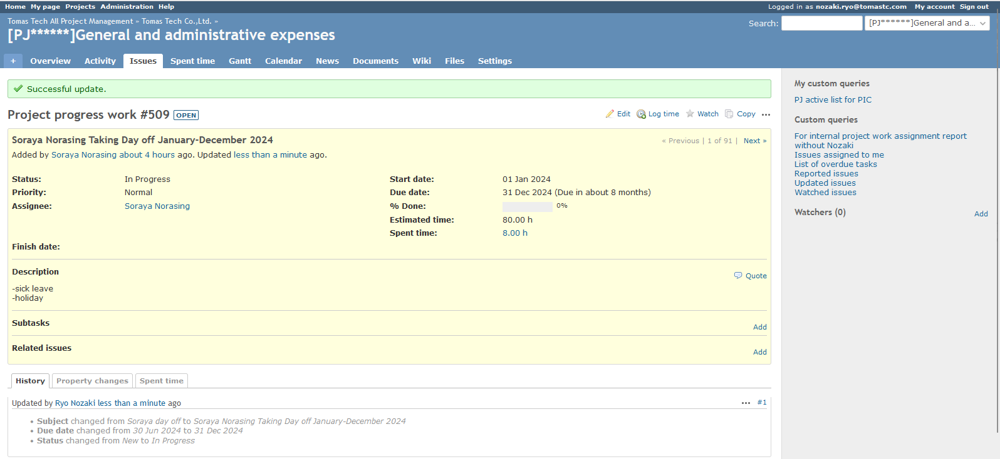 Home My page Projects Administration Help
Logged in as nozaki.ryo@tomastc.com My account Sign out
Tomas Tech All Project Management » Tomas Tech Co.,Ltd. »
Search:
[PJ******]General and a...
[PJ******]General and administrative expenses
+ Overview Activity Issues Spent time Gantt Calendar News Documents Wiki Files Settings
Successful update.
Project progress work #509 OPEN
Edit Log time Watch Copy •••
Soraya Norasing Taking Day off January-December 2024
« Previous | 1 of 91 | Next »
Added by Soraya Norasing about 4 hours ago. Updated less than a minute ago.
Status: In Progress
Start date: 01 Jan 2024
Priority: Normal
Due date: 31 Dec 2024 (Due in about 8 months)
Assignee: Soraya Norasing
% Done: 0%
Estimated time: 80.00 h
Spent time: 8.00 h
Finish date:
Description
Quote
-sick leave
-holiday
Subtasks
Add
Related issues
Add
History Property changes Spent time
Updated by Ryo Nozaki less than a minute ago
••• #1
• Subject changed from Soraya day off to Soraya Norasing Taking Day off January-December 2024
• Due date changed from 30 Jun 2024 to 31 Dec 2024
• Status changed from New to In Progress
My custom queries
PJ active list for PIC
Custom queries
For internal project work assignment report
without Nozaki
Issues assigned to me
List of overdue tasks
Reported issues
Updated issues
Watched issues
Watchers (0)
Add